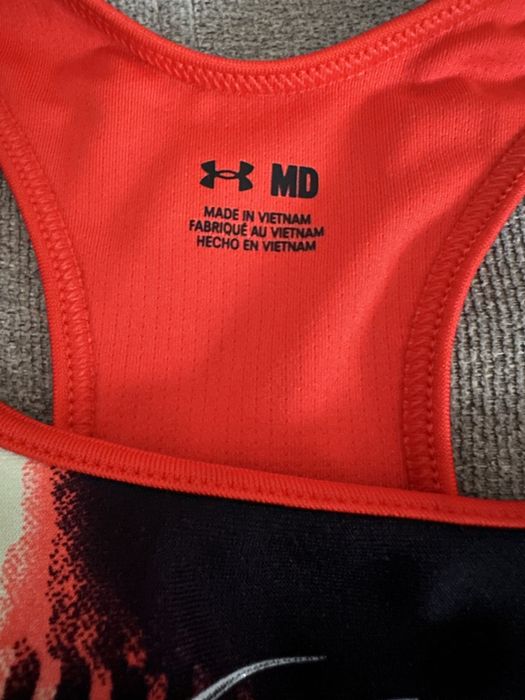 MD
MADE IN VIETNAM
FABRIQUÉ AU VIETNAM
HECHO EN VIETNAM